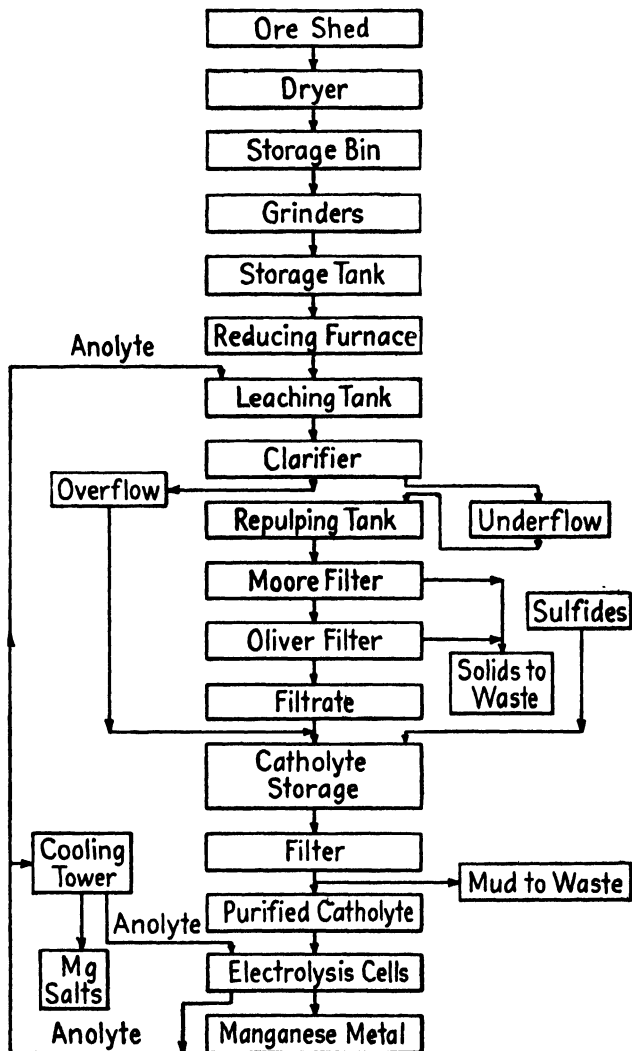 Ore Shed
Dryer
Storage Bin
Grinders
Storage Tank
Reducing Furnace
Anolyte
Leaching Tank
Clarifier
Overflow
Repulping Tank
Underflow
Moore Filter
Sulfides
Oliver Filter
Solids to
Waste
Filtrate
Catholyte
Storage
Cooling
Tower
Filter
Mud to Waste
Purified Catholyte
Anolyte
Mg
Salts
Electrolysis Cells
Anolyte
Manganese Metal